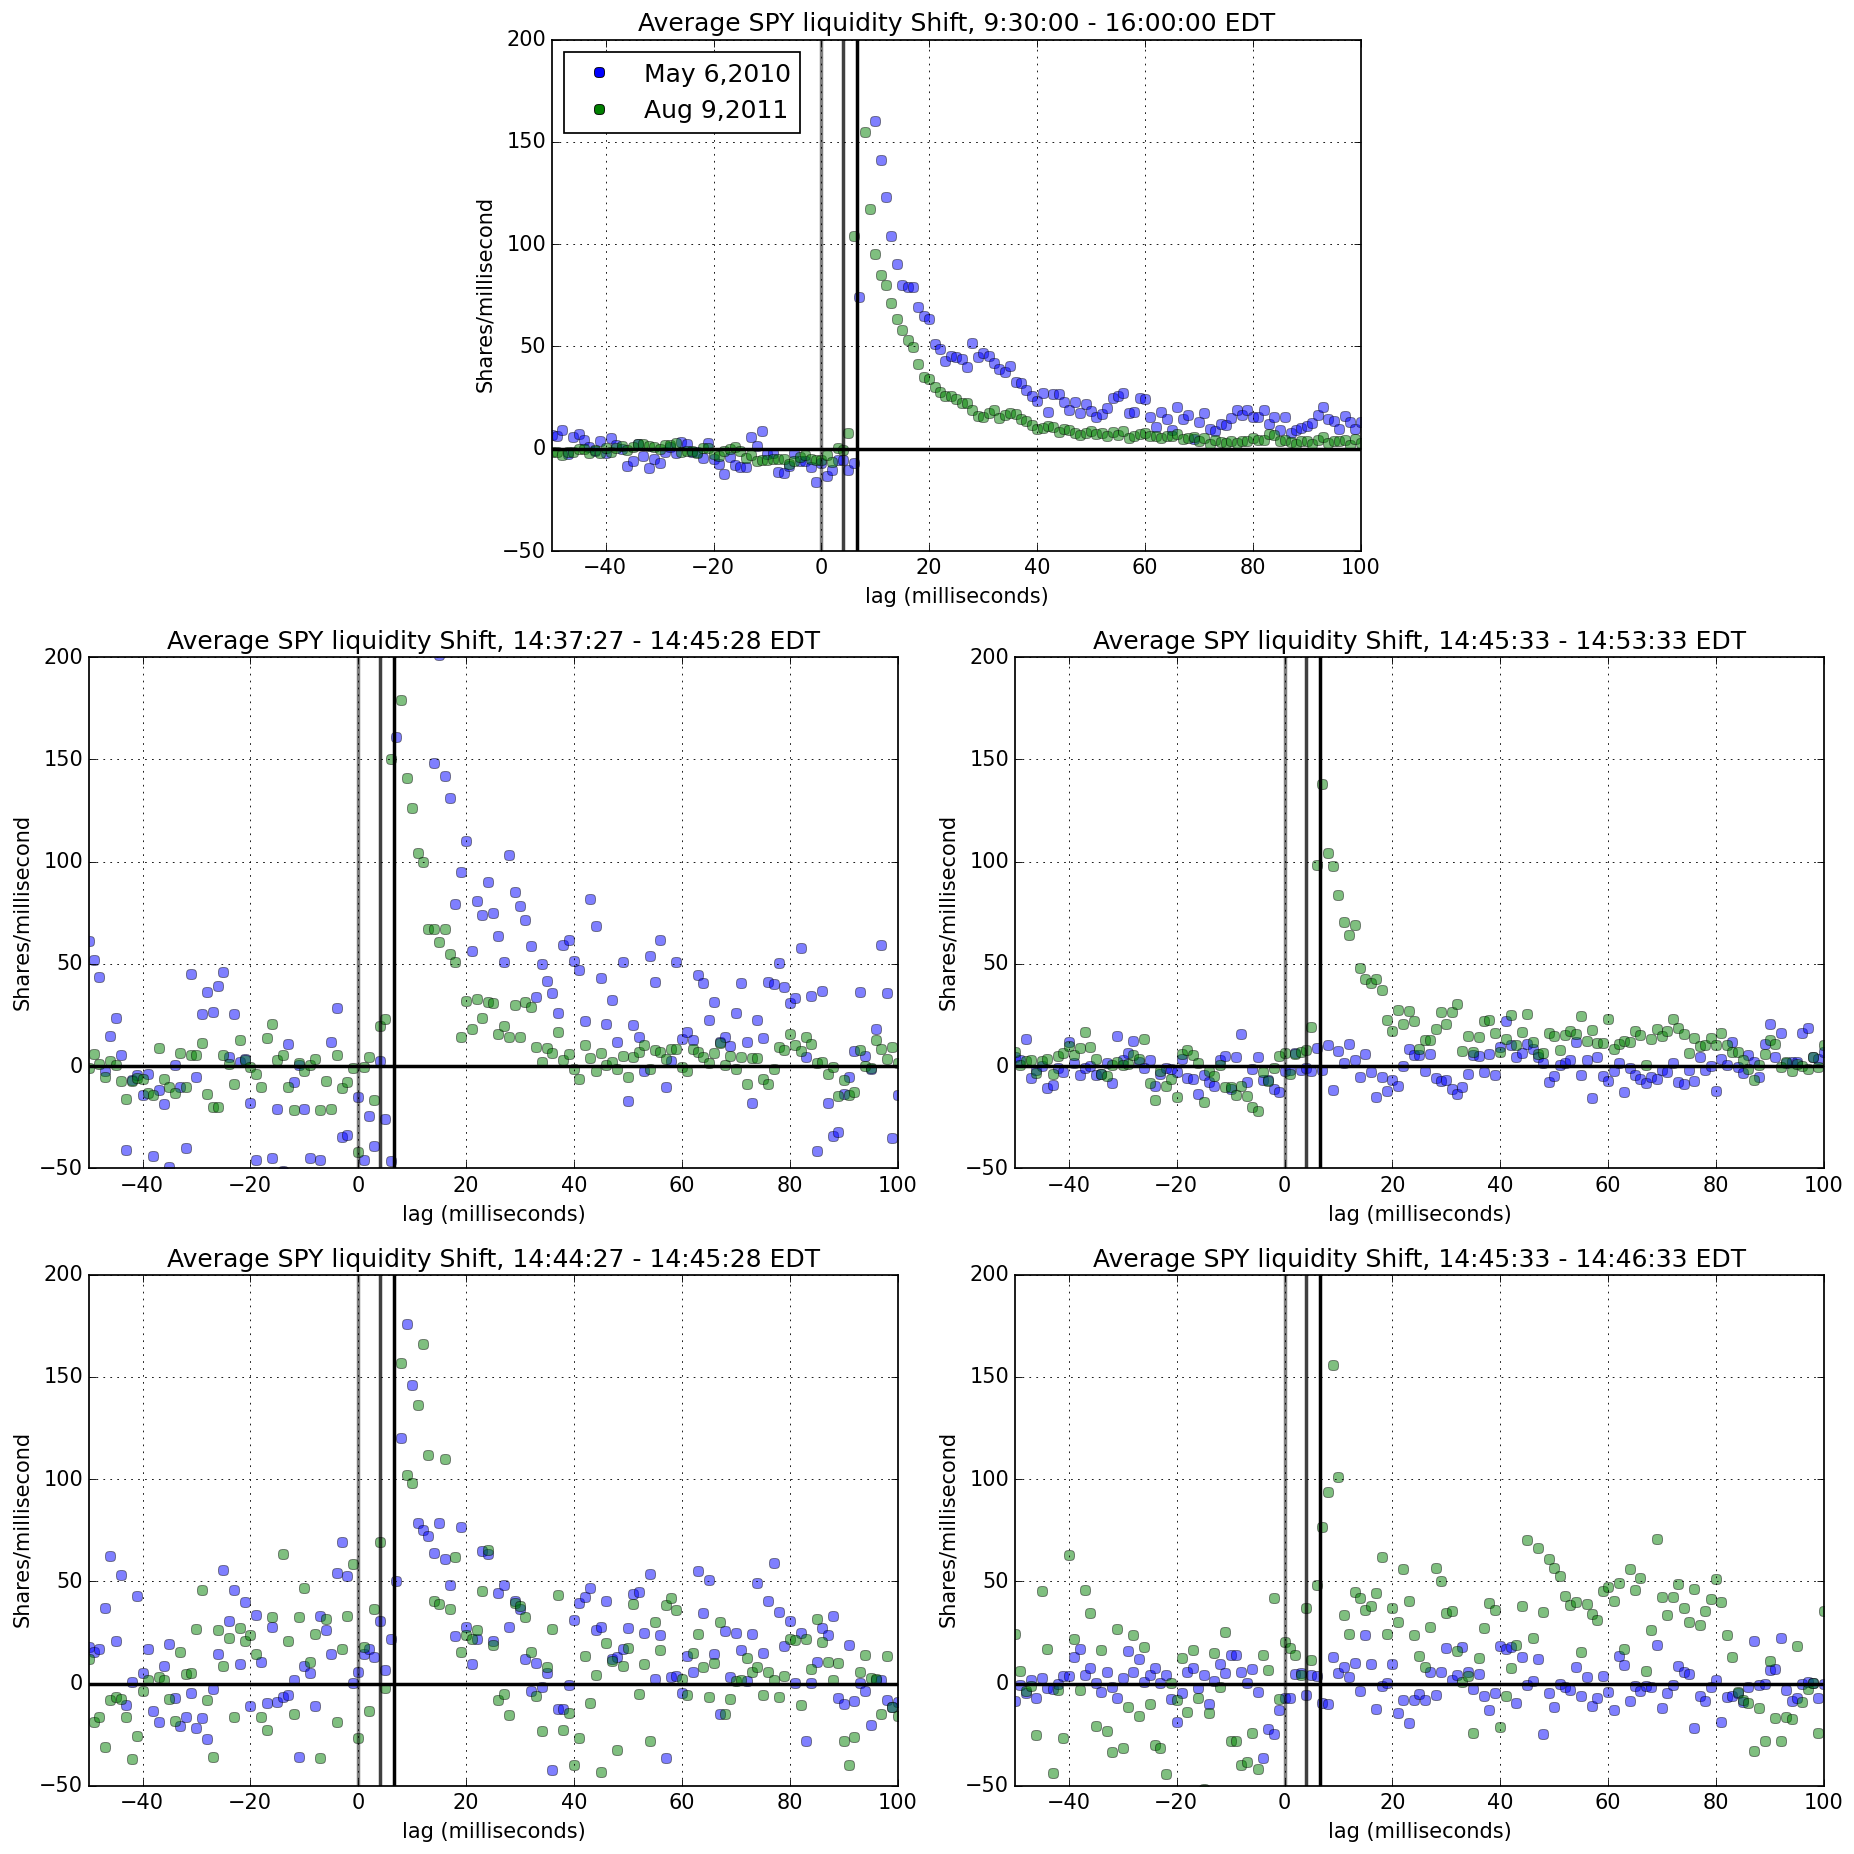 Average SPY liquidity Shift, 9:30:00 - 16:00:00 EDT
200
150
100
50
0
−50
Shares/millisecond
May 6,2010
Aug 9,2011
−40 −20 0 20 40 60 80 100
lag (milliseconds)
Average SPY liquidity Shift, 14:37:27 - 14:45:28 EDT
200
150
100
50
0
−50
Shares/millisecond
−40 −20 0 20 40 60 80 100
lag (milliseconds)
Average SPY liquidity Shift, 14:45:33 - 14:53:33 EDT
200
150
100
50
0
−50
Shares/millisecond
−40 −20 0 20 40 60 80 100
lag (milliseconds)
Average SPY liquidity Shift, 14:44:27 - 14:45:28 EDT
200
150
100
50
0
−50
Shares/millisecond
−40 −20 0 20 40 60 80 100
lag (milliseconds)
Average SPY liquidity Shift, 14:45:33 - 14:46:33 EDT
200
150
100
50
0
−50
Shares/millisecond
−40 −20 0 20 40 60 80 100
lag (milliseconds)